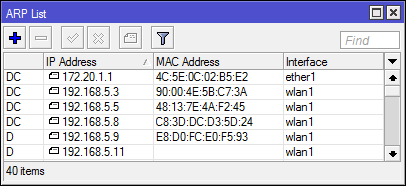 ARP List
Find
IP Address MAC Address Interface
DC 172.20.1.1 4C:5E:0C:02:B5:E2 ether1
DC 192.168.5.3 90:00:4E:5B:C7:3A wlan1
DC 192.168.5.5 48:13:7E:4A:F2:45 wlan1
DC 192.168.5.8 C8:3D:DC:D3:5D:24 wlan1
D 192.168.5.9 E8:D0:FC:E0:F5:93 wlan1
D 192.168.5.11 wlan1
40 items